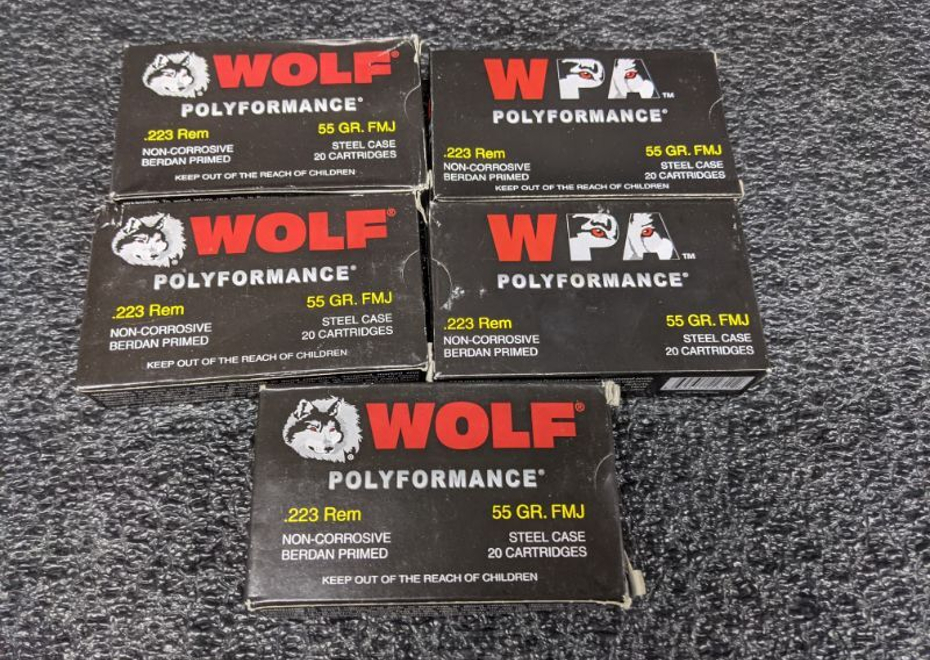 WOLF®
POLYFORMANCE®
.223 Rem
55 GR. FMJ
NON-CORROSIVE
BERDAN PRIMED
STEEL CASE
20 CARTRIDGES
KEEP OUT OF THE REACH OF CHILDREN
WPA™
POLYFORMANCE®
.223 Rem
55 GR. FMJ
NON-CORROSIVE
BERDAN PRIMED
STEEL CASE
20 CARTRIDGES
KEEP OUT OF THE REACH OF CHILDREN
WOLF®
POLYFORMANCE®
.223 Rem
55 GR. FMJ
NON-CORROSIVE
BERDAN PRIMED
STEEL CASE
20 CARTRIDGES
KEEP OUT OF THE REACH OF CHILDREN
WPA™
POLYFORMANCE®
.223 Rem
55 GR. FMJ
NON-CORROSIVE
BERDAN PRIMED
STEEL CASE
20 CARTRIDGES
WOLF®
POLYFORMANCE®
.223 Rem
55 GR. FMJ
NON-CORROSIVE
BERDAN PRIMED
STEEL CASE
20 CARTRIDGES
KEEP OUT OF THE REACH OF CHILDREN